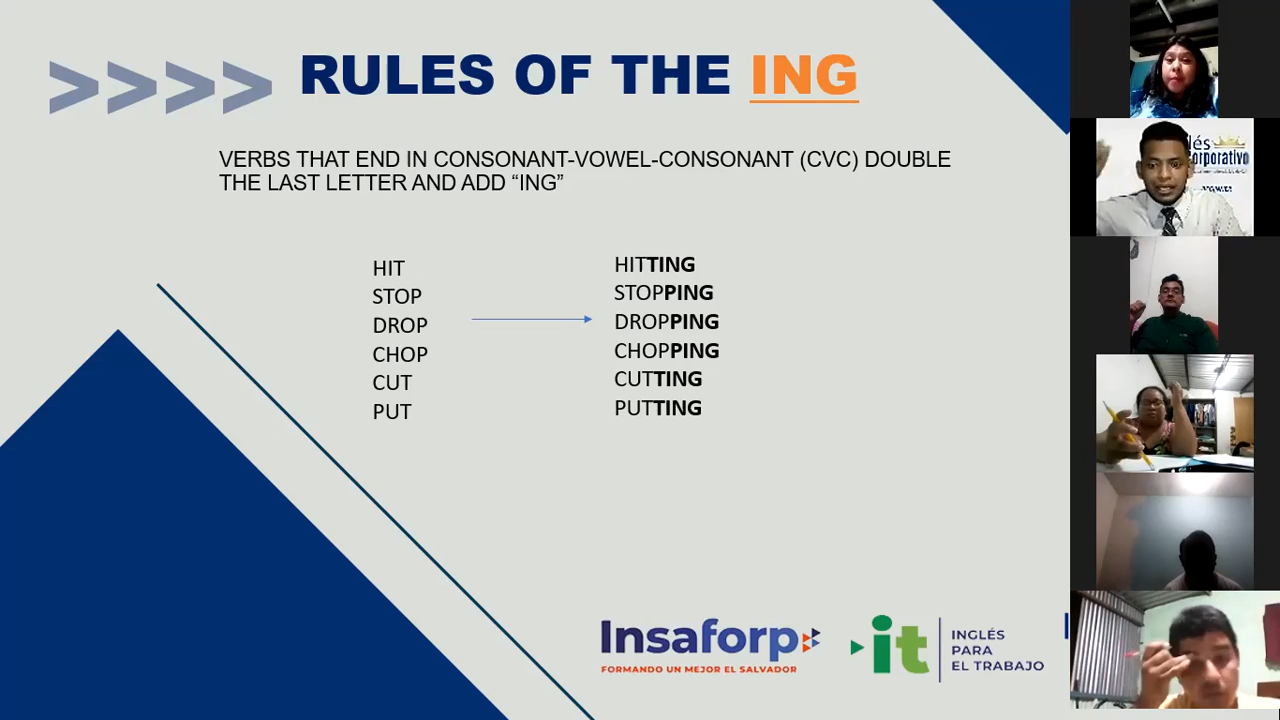 >>>> RULES OF THE ING
VERBS THAT END IN CONSONANT-VOWEL-CONSONANT (CVC) DOUBLE
THE LAST LETTER AND ADD “ING”
HIT
STOP
DROP
CHOP
CUT
PUT
HITTING
STOPPING
DROPPING
CHOPPING
CUTTING
PUTTING
Insaforp
FORMANDO UN MEJOR EL SALVADOR
it
INGLÉS
PARA
EL TRABAJO
lés
orporativo